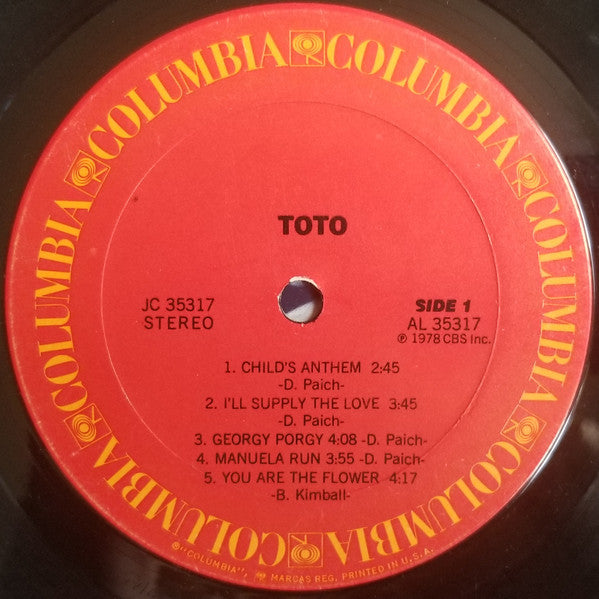 COLUMBIA COLUMBIA COLUMBIA COLUMBIA COLUMBIA COLUMBIA COLUMBIA
TOTO
JC 35317
STEREO
SIDE 1
AL 35317
℗ 1978 CBS Inc.
1. CHILD'S ANTHEM 2:45
-D. Paich-
2. I'LL SUPPLY THE LOVE 3:45
-D. Paich-
3. GEORGY PORGY 4:08 -D. Paich-
4. MANUELA RUN 3:55 -D. Paich-
5. YOU ARE THE FLOWER 4:17
-B. Kimball-
®"COLUMBIA", MARCAS REG. PRINTED IN U.S.A.